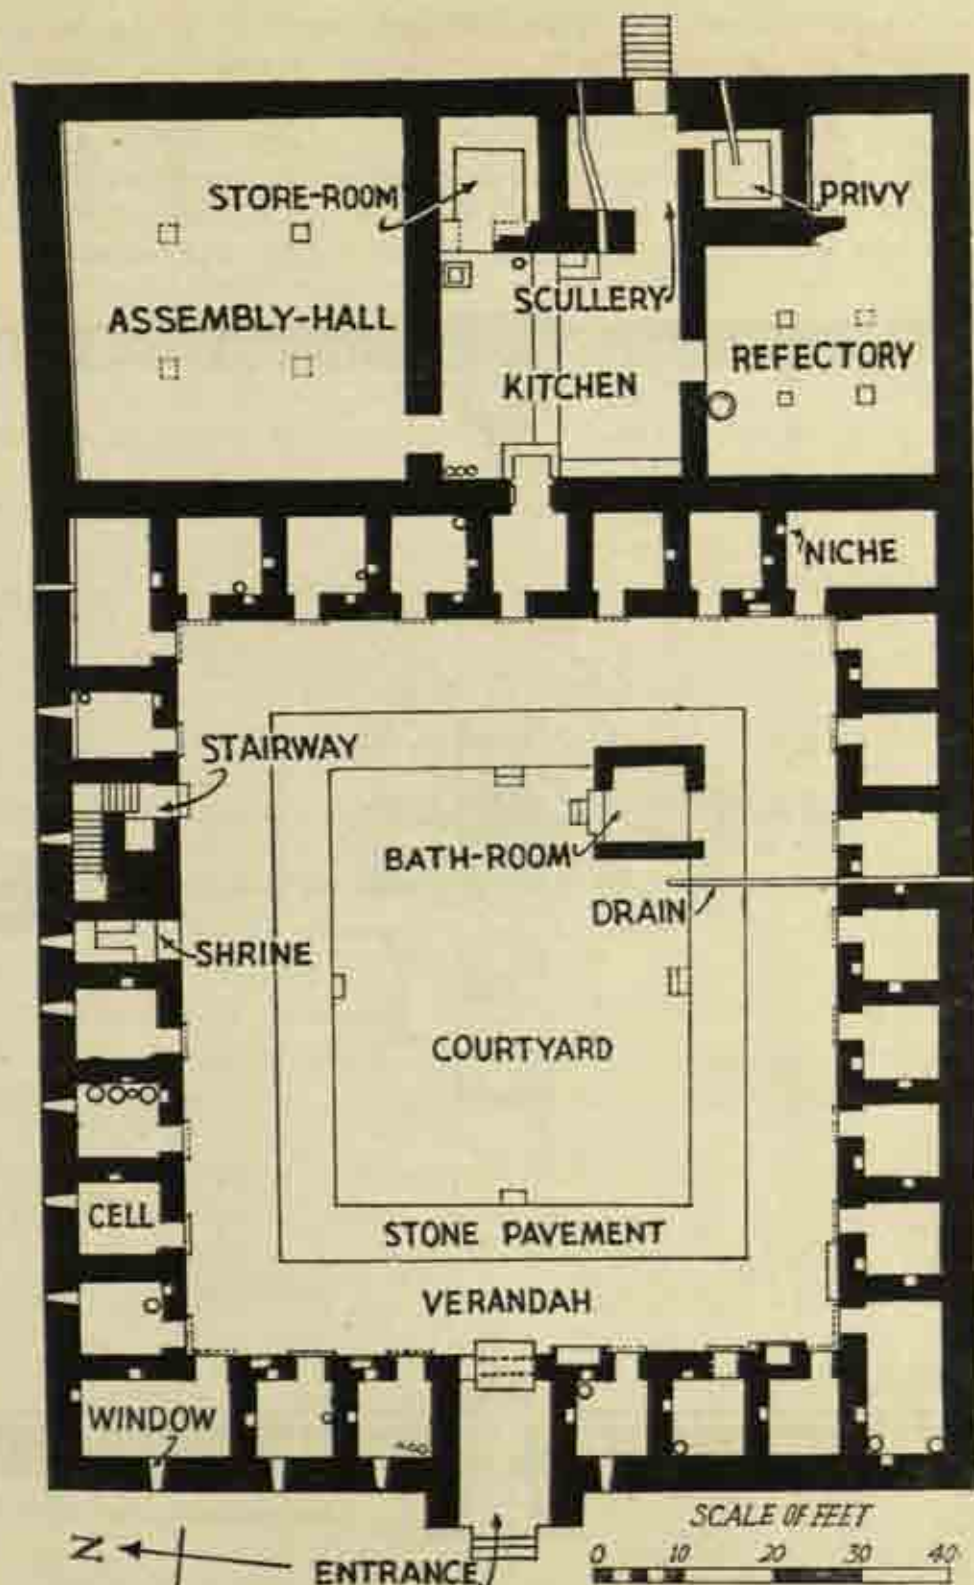 STORE-ROOM
PRIVY
ASSEMBLY-HALL
SCULLERY
REFECTORY
KITCHEN
NICHE
STAIRWAY
BATH-ROOM
DRAIN
SHRINE
COURTYARD
CELL
STONE PAVEMENT
VERANDAH
WINDOW
SCALE OF FEET
N
ENTRANCE
0 10 20 30 40